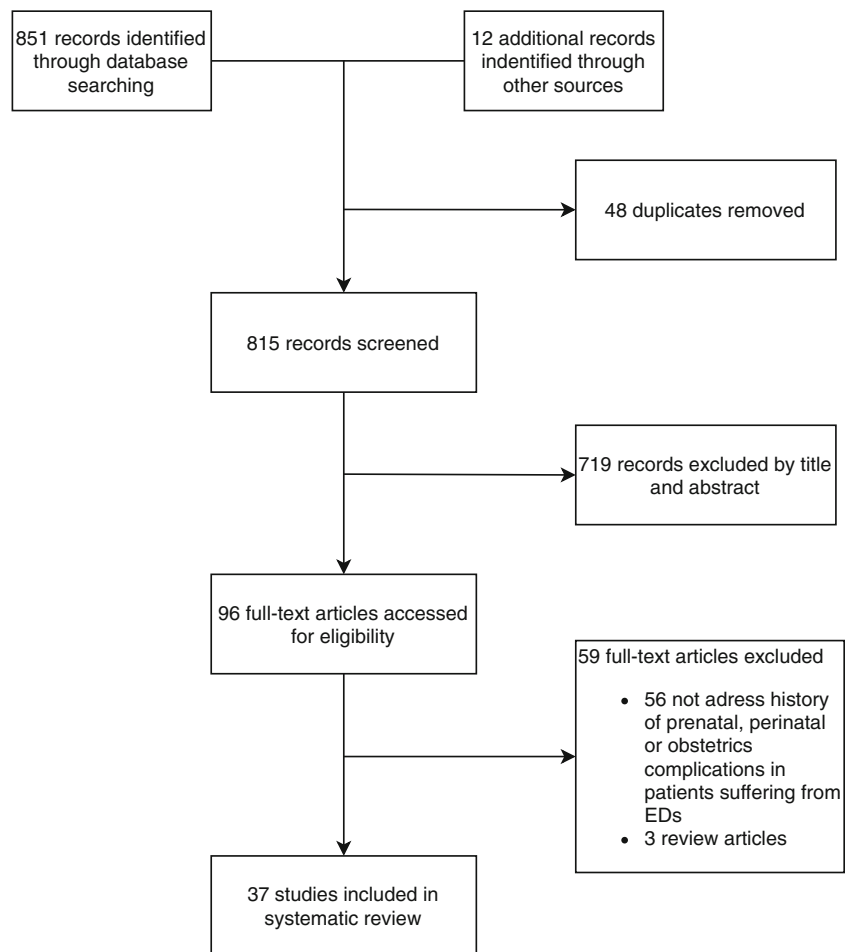 851 records identified
through database
searching
12 additional records
indentified through
other sources
48 duplicates removed
815 records screened
719 records excluded by title
and abstract
96 full-text articles accessed
for eligibility
59 full-text articles excluded
• 56 not adress history
of prenatal, perinatal
or obstetrics
complications in
patients suffering from
EDs
• 3 review articles
37 studies included in
systematic review